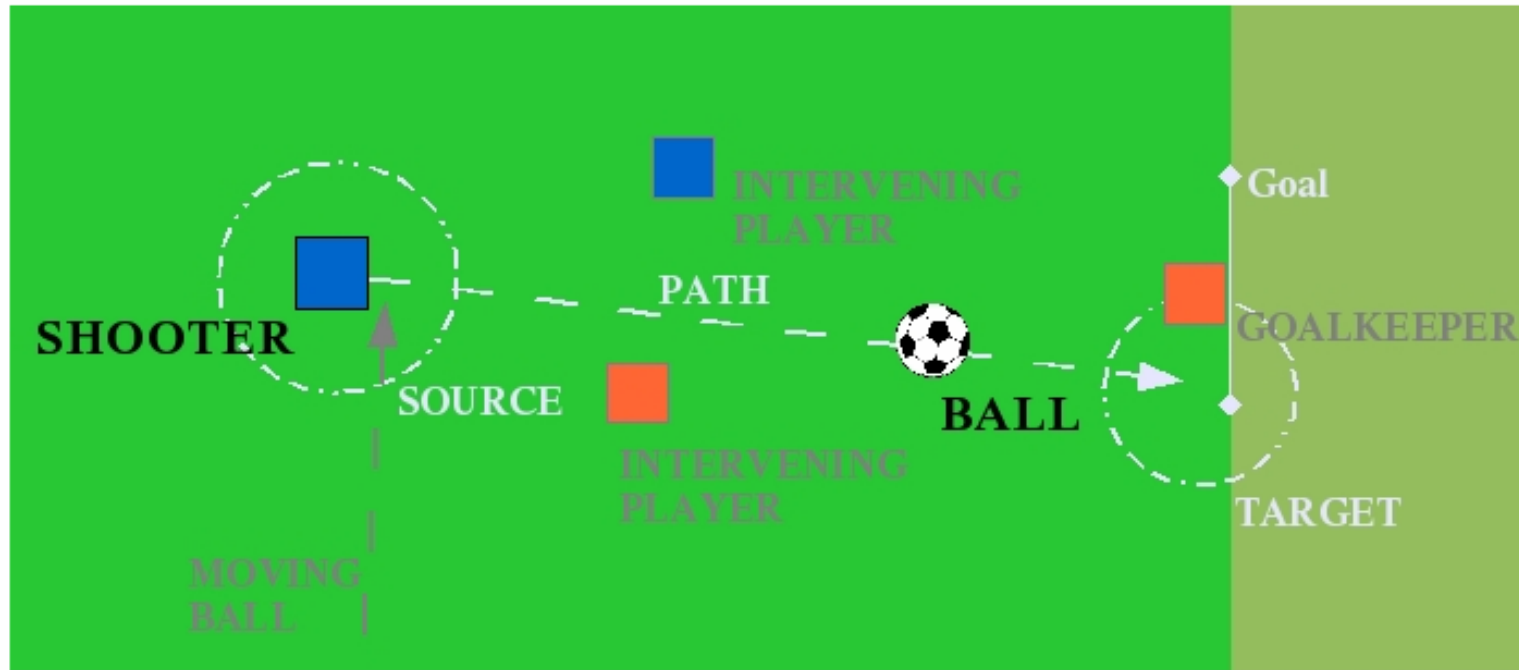 INTERVENING
PLAYER
Goal
PATH
SHOOTER
GOALKEEPER
SOURCE
BALL
INTERVENING
PLAYER
TARGET
MOVING
BALL